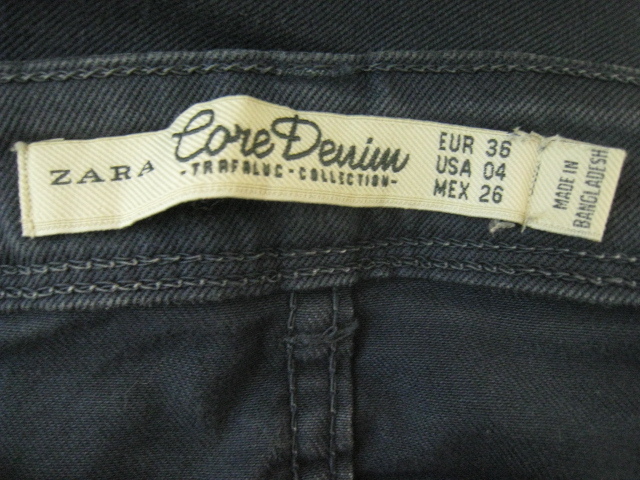 ZARA
Core Denim
-TRAFALUC-COLLECTION-
EUR 36
USA 04
MEX 26
MADE IN
BANGLADESH